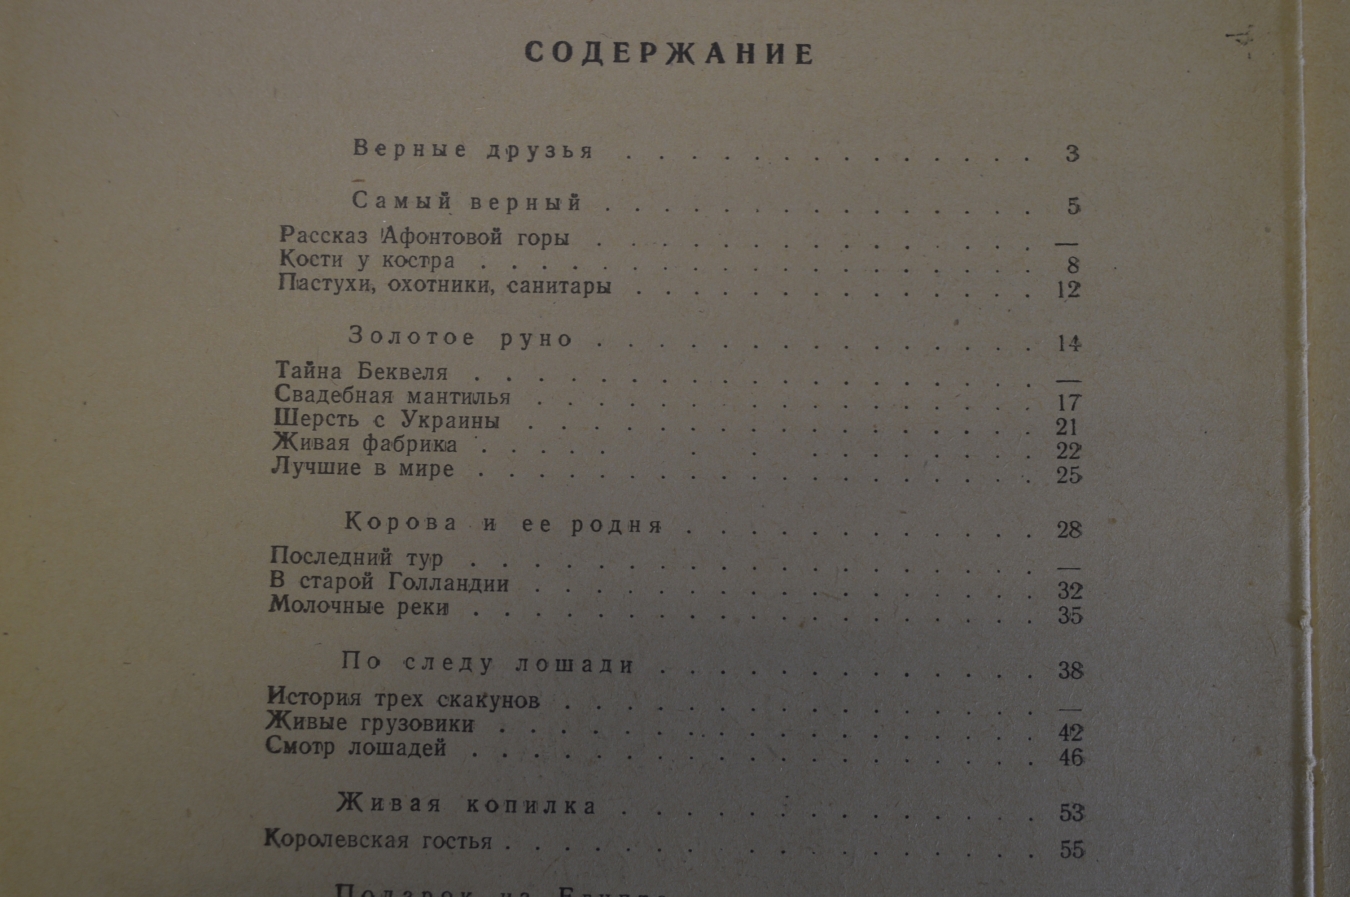 СОДЕРЖАНИЕ
Верные друзья . . . . . . . . . . . . . 3
Самый верный . . . . . . . . . . . . . . 5
Рассказ Афонтовой горы . . . . . . . . . . . . . . —
Кости у костра . . . . . . . . . . . . . . . . . . 8
Пастухи, охотники, санитары . . . . . . . . . . . . . 12
Золотое руно . . . . . . . . . . . . . . 14
Тайна Беквеля . . . . . . . . . . . . . . . . . . —
Свадебная мантилья . . . . . . . . . . . . . . . . 17
Шерсть с Украины . . . . . . . . . . . . . . . . 21
Живая фабрика . . . . . . . . . . . . . . . . 22
Лучшие в мире . . . . . . . . . . . . . . . . . . 25
Корова и ее родня . . . . . . . . . . . . 28
Последний тур . . . . . . . . . . . . . . . . . . —
В старой Голландии . . . . . . . . . . . . . . . . 32
Молочные реки . . . . . . . . . . . . . . . . . . 35
По следу лошади . . . . . . . . . . . . 38
История трех скакунов . . . . . . . . . . . . . . . —
Живые грузовики . . . . . . . . . . . . . . . . . 42
Смотр лошадей . . . . . . . . . . . . . . . . . . 46
Живая копилка . . . . . . . . . . . . . 53
Королевская гостья . . . . . . . . . . . . . . . . . 55
Подарок из